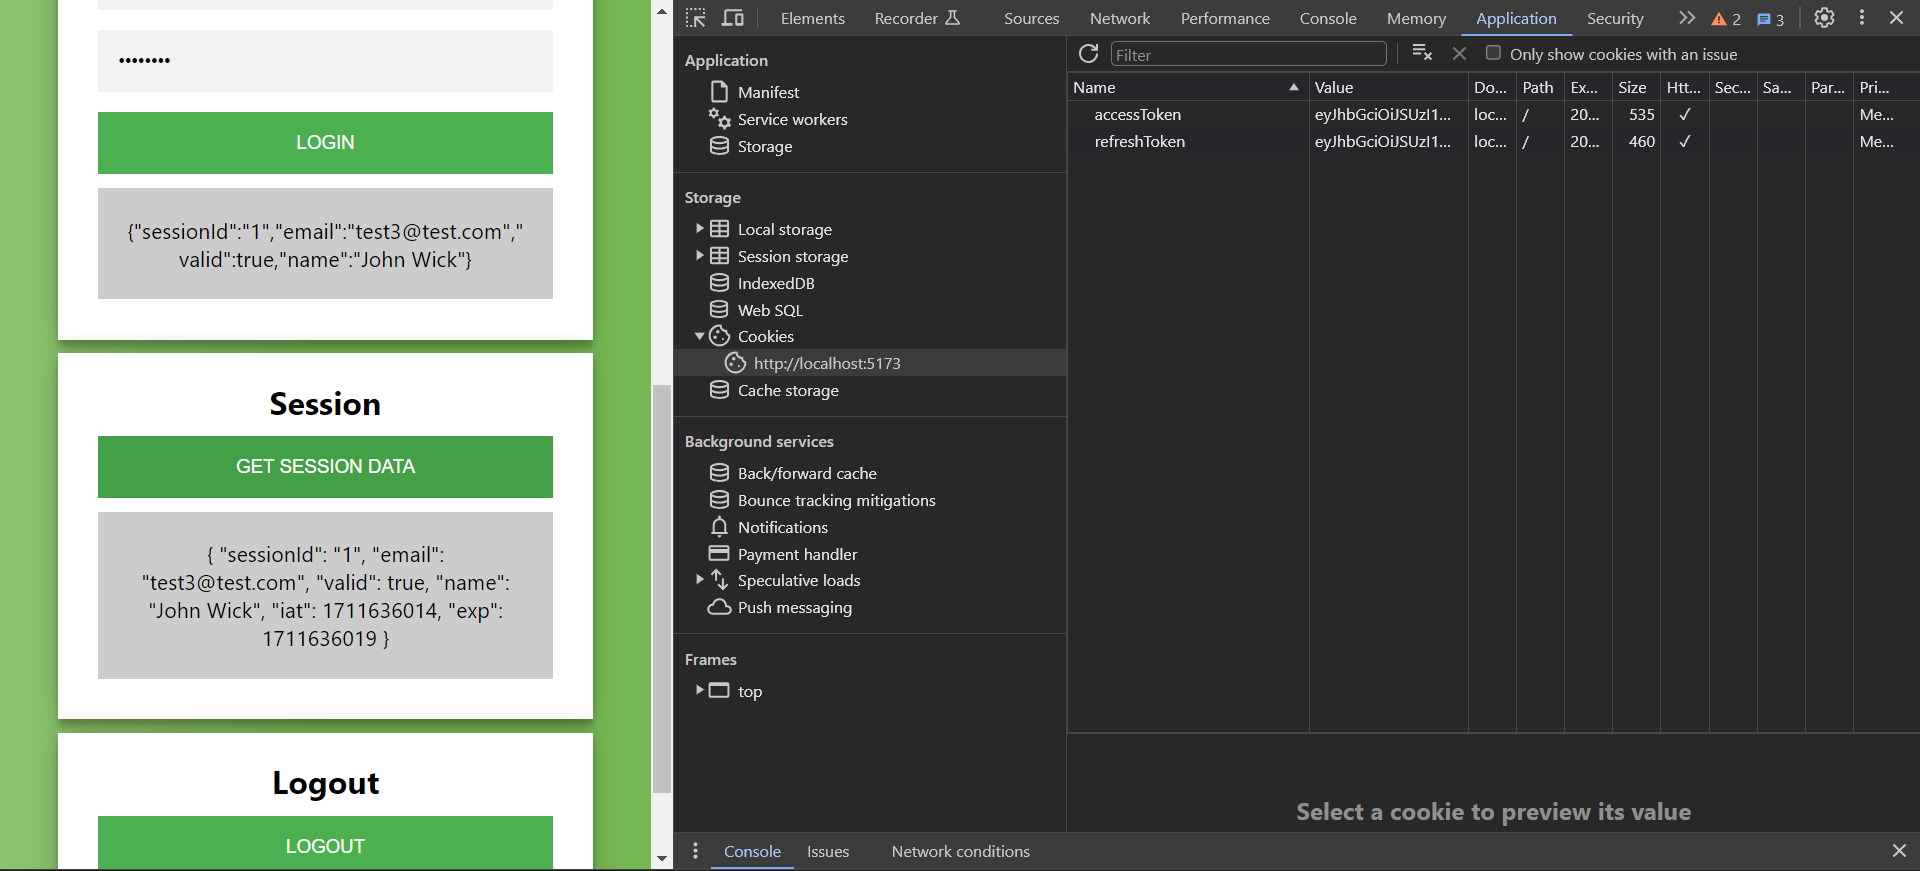 ••••••••
LOGIN
{"sessionId":"1","email":"test3@test.com","
valid":true,"name":"John Wick"}
Session
GET SESSION DATA
{ "sessionId": "1", "email":
"test3@test.com", "valid": true, "name":
"John Wick", "iat": 1711636014, "exp":
1711636019 }
Logout
LOGOUT
Elements Recorder Sources Network Performance Console Memory Application Security 2 3
Application
Manifest
Service workers
Storage
Storage
Local storage
Session storage
IndexedDB
Web SQL
Cookies
http://localhost:5173
Cache storage
Background services
Back/forward cache
Bounce tracking mitigations
Notifications
Payment handler
Speculative loads
Push messaging
Frames
top
Filter Only show cookies with an issue
Name Value Do... Path Ex... Size Htt... Sec... Sa... Par... Pri...
accessToken eyJhbGciOiJSUzI1... loc... / 20... 535 ✓ Me...
refreshToken eyJhbGciOiJSUzI1... loc... / 20... 460 ✓ Me...
Select a cookie to preview its value
Console Issues Network conditions